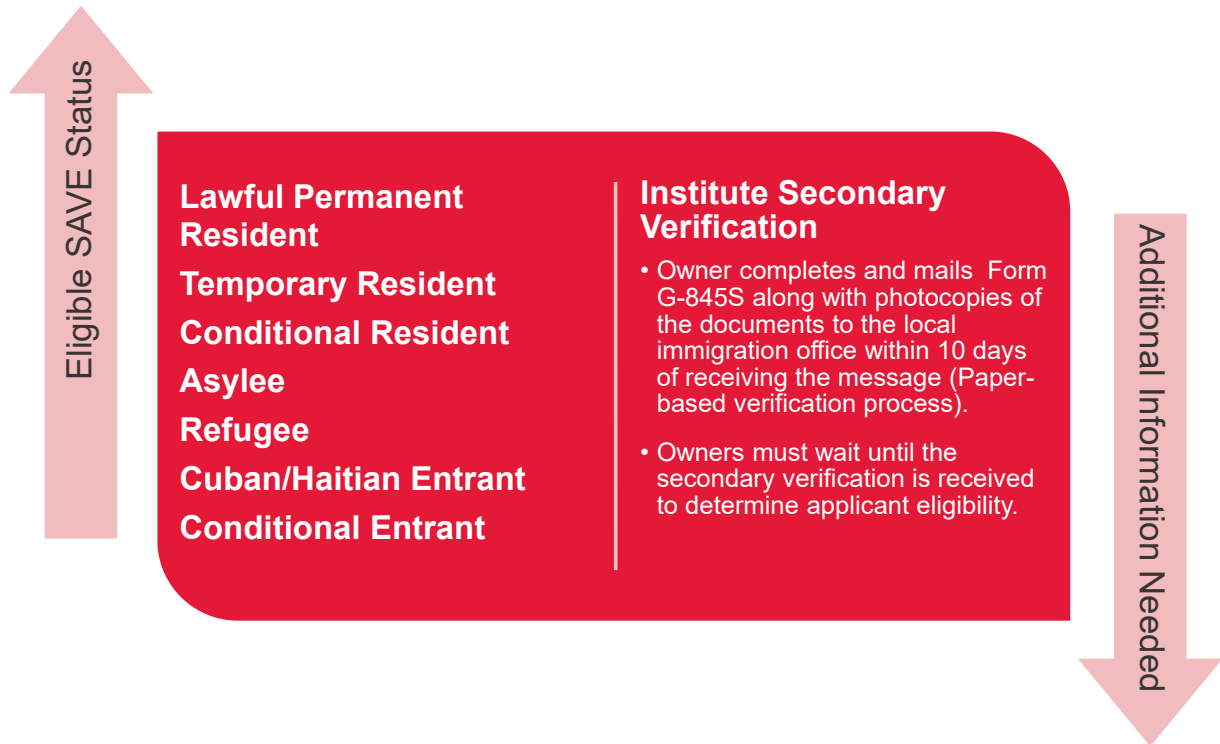 Eligible SAVE Status
Lawful Permanent
Resident
Temporary Resident
Conditional Resident
Asylee
Refugee
Cuban/Haitian Entrant
Conditional Entrant
Institute Secondary
Verification
• Owner completes and mails  Form
G-845S along with photocopies of
the documents to the local
immigration office within 10 days
of receiving the message (Paper-
based verification process).
• Owners must wait until the
secondary verification is received
to determine applicant eligibility.
Additional Information Needed